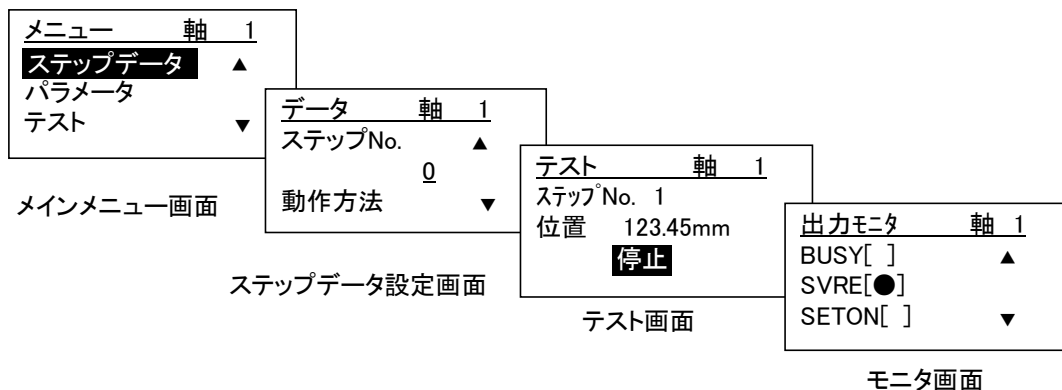 メニュー 軸 1
ステップデータ ▲
パラメータ
テスト ▼
メインメニュー画面
データ 軸 1
ステップNo. ▲
0
動作方法 ▼
ステップデータ設定画面
テスト 軸 1
ｽﾃｯﾌﾟNo. 1
位置 123.45mm
停止
テスト画面
出力ﾓﾆﾀ 軸 1
BUSY[ ] ▲
SVRE[●]
SETON[ ] ▼
モニタ画面